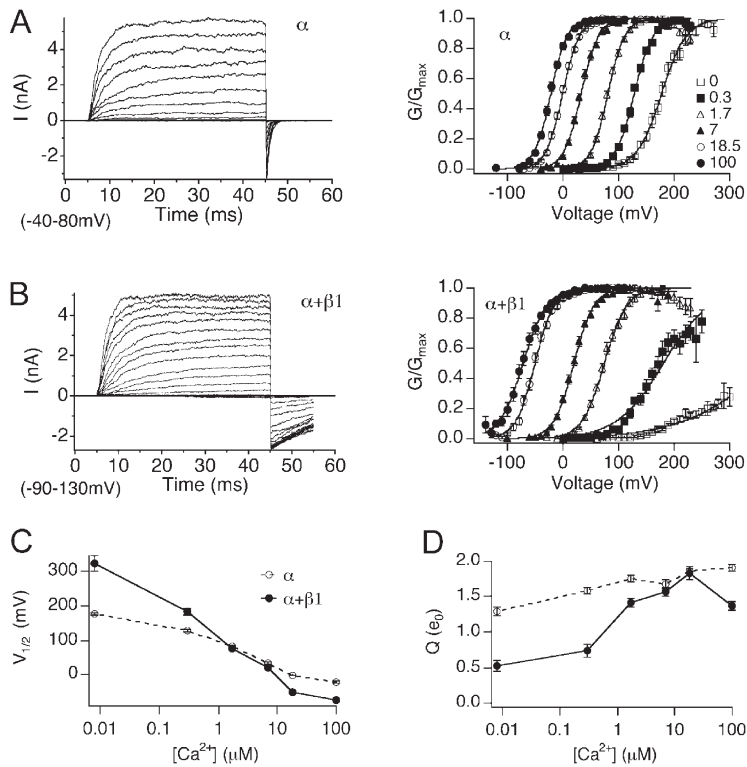 A
α
I (nA)
4
2
0
-2
0 10 20 30 40 50 60
Time (ms)
(-40-80mV)
α
G/Gmax
1.0
0.8
0.6
0.4
0.2
0.0
-100 0 100 200 300
Voltage (mV)
0
0.3
1.7
7
18.5
100
B
α+β1
I (nA)
4
2
0
-2
0 10 20 30 40 50 60
Time (ms)
(-90-130mV)
α+β1
G/Gmax
1.0
0.8
0.6
0.4
0.2
0.0
-100 0 100 200 300
Voltage (mV)
C
α
α+β1
V1/2 (mV)
300
200
100
0
0.01 0.1 1 10 100
[Ca2+] (μM)
D
Q (e0)
2.0
1.5
1.0
0.5
0.0
0.01 0.1 1 10 100
[Ca2+] (μM)